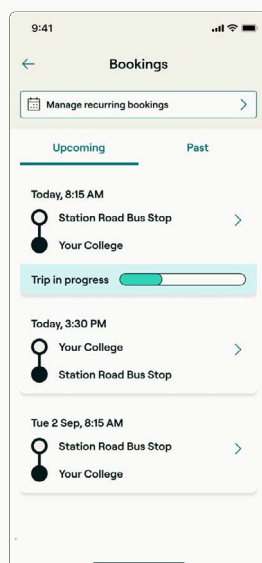 9:41
Bookings
Manage recurring bookings
Upcoming Past
Today, 8:15 AM
Station Road Bus Stop
Your College
Trip in progress
Today, 3:30 PM
Your College
Station Road Bus Stop
Tue 2 Sep, 8:15 AM
Station Road Bus Stop
Your College